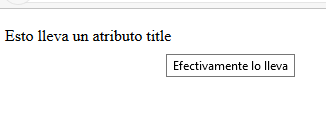 Esto lleva un atributo title
Efectivamente lo lleva